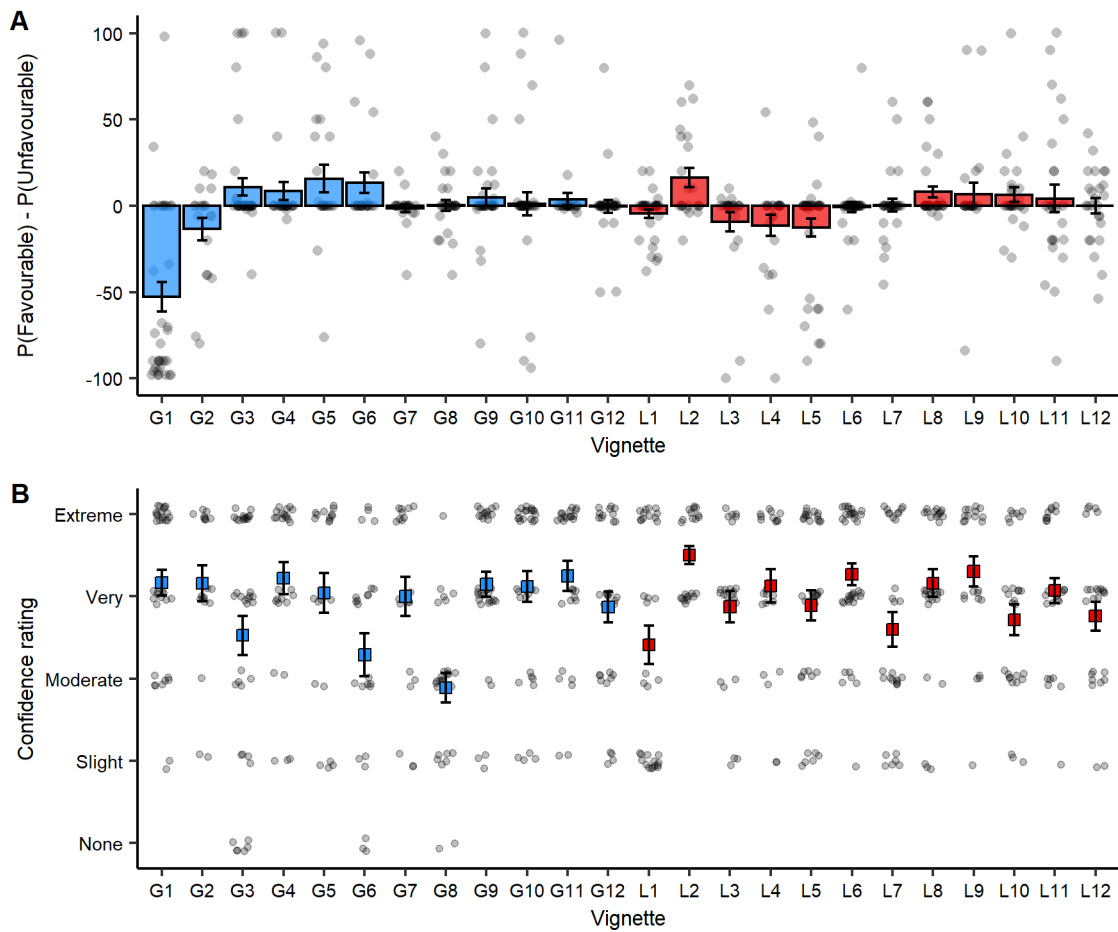 A
P(Favourable) - P(Unfavourable)
100
50
0
-50
-100
G1 G2 G3 G4 G5 G6 G7 G8 G9 G10 G11 G12 L1 L2 L3 L4 L5 L6 L7 L8 L9 L10 L11 L12
Vignette
B
Confidence rating
Extreme
Very
Moderate
Slight
None
G1 G2 G3 G4 G5 G6 G7 G8 G9 G10 G11 G12 L1 L2 L3 L4 L5 L6 L7 L8 L9 L10 L11 L12
Vignette